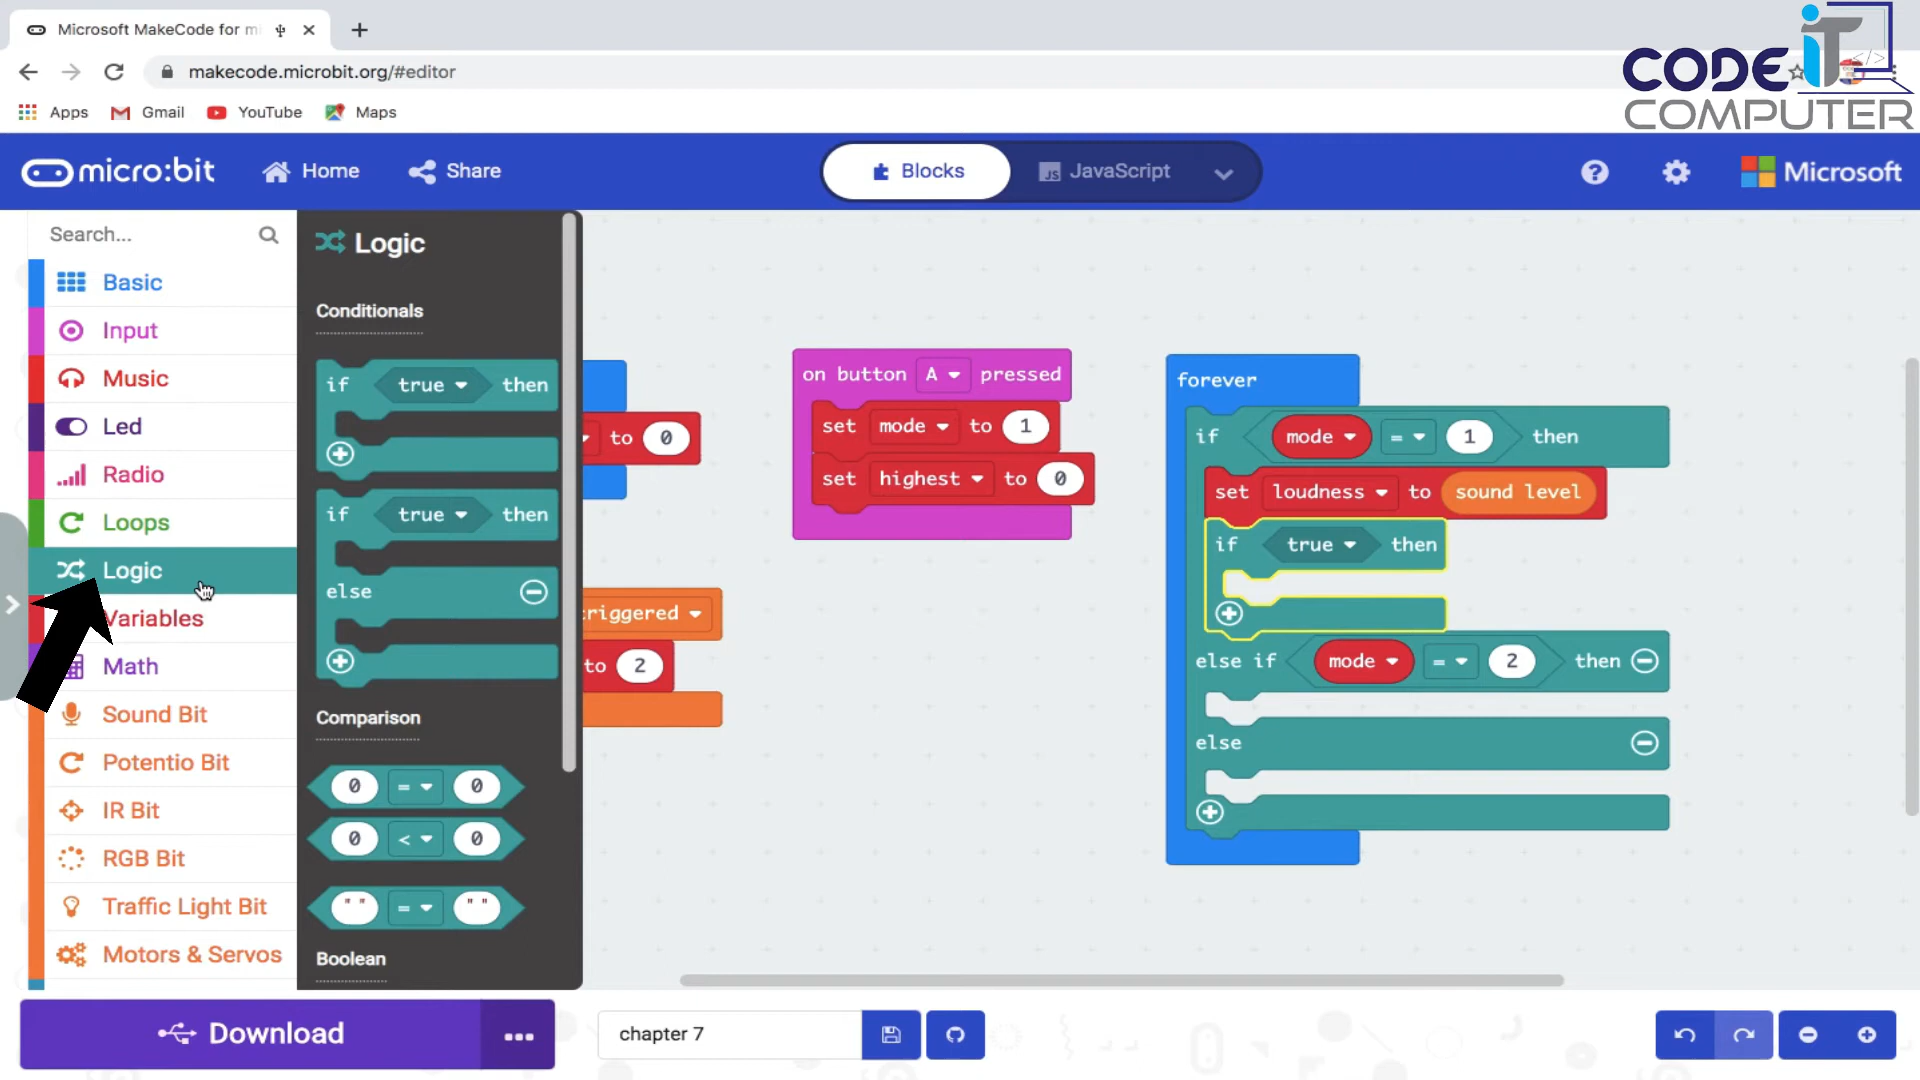 Microsoft MakeCode for mi
makecode.microbit.org/#editor
CODE iT
COMPUTER
Apps Gmail YouTube Maps
micro:bit Home Share Blocks JavaScript Microsoft
Search...
Basic
Input
Music
Led
Radio
Loops
Logic
Variables
Math
Sound Bit
Potentio Bit
IR Bit
RGB Bit
Traffic Light Bit
Motors & Servos
Logic
Conditionals
if true then
if true then
else
Comparison
0 = 0
0 < 0
" " = " "
Boolean
to 0
triggered
to 2
on button A pressed
set mode to 1
set highest to 0
forever
if mode = 1 then
set loudness to sound level
if true then
else if mode = 2 then
else
Download ...
chapter 7